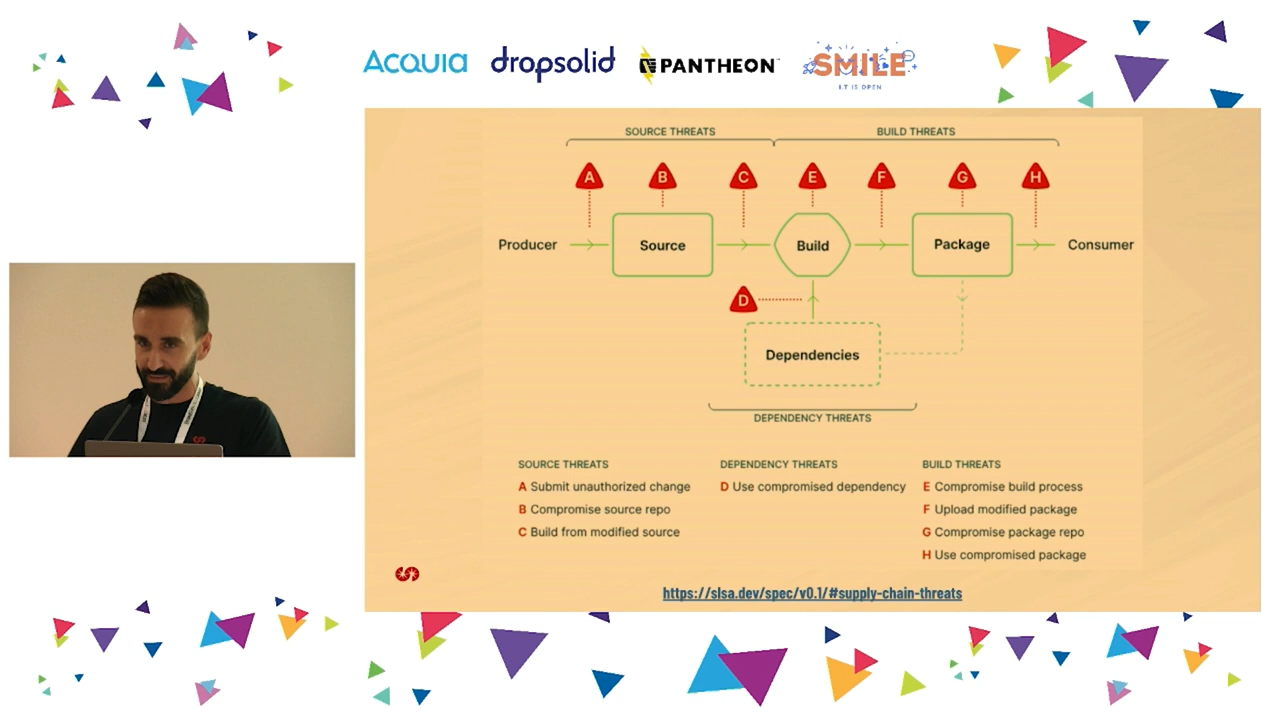 ACQUIA dropsolid PANTHEON SMILE
I.T IS OPEN
SOURCE THREATS BUILD THREATS
A B C E F G H
Producer Source Build Package Consumer
D
Dependencies
DEPENDENCY THREATS
SOURCE THREATS
A Submit unauthorized change
B Compromise source repo
C Build from modified source
DEPENDENCY THREATS
D Use compromised dependency
BUILD THREATS
E Compromise build process
F Upload modified package
G Compromise package repo
H Use compromised package
https://slsa.dev/spec/v0.1/#supply-chain-threats